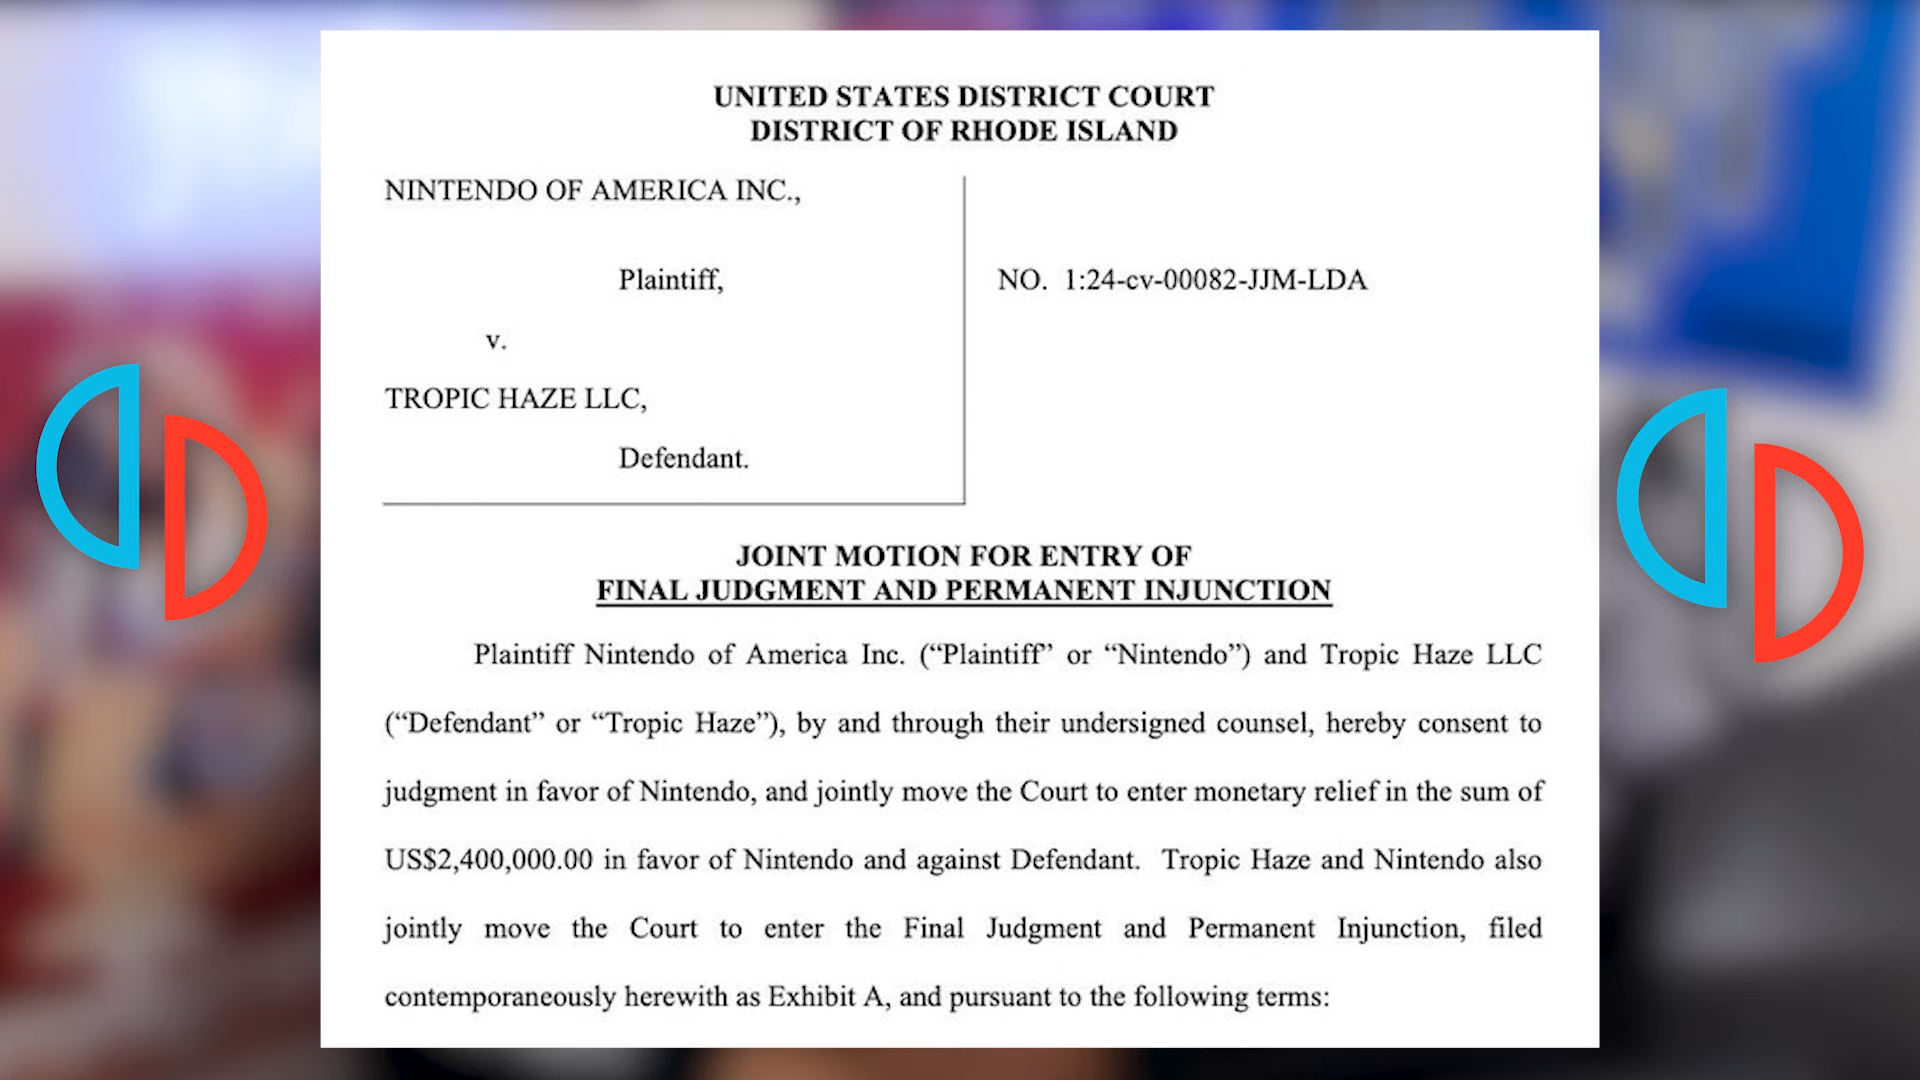 UNITED STATES DISTRICT COURT
DISTRICT OF RHODE ISLAND
NINTENDO OF AMERICA INC.,
Plaintiff,
v.
TROPIC HAZE LLC,
Defendant.
NO. 1:24-cv-00082-JJM-LDA
JOINT MOTION FOR ENTRY OF
FINAL JUDGMENT AND PERMANENT INJUNCTION
Plaintiff Nintendo of America Inc. (“Plaintiff” or “Nintendo”) and Tropic Haze LLC
(“Defendant” or “Tropic Haze”), by and through their undersigned counsel, hereby consent to
judgment in favor of Nintendo, and jointly move the Court to enter monetary relief in the sum of
US$2,400,000.00 in favor of Nintendo and against Defendant. Tropic Haze and Nintendo also
jointly move the Court to enter the Final Judgment and Permanent Injunction, filed
contemporaneously herewith as Exhibit A, and pursuant to the following terms: